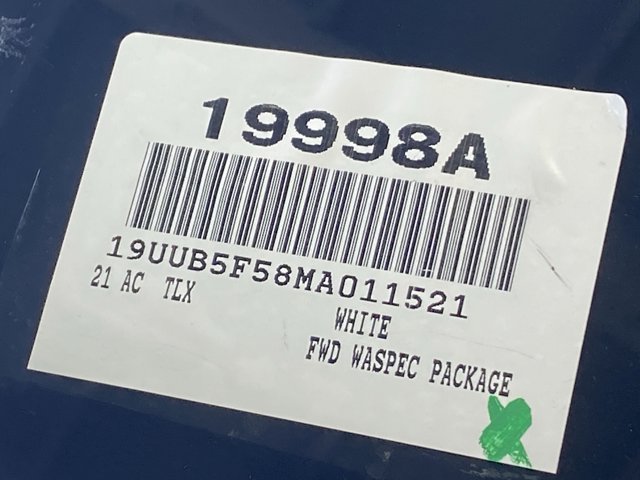 19998A
19UUB5F58MA011521
21 AC TLX
WHITE
FWD WASPEC PACKAGE